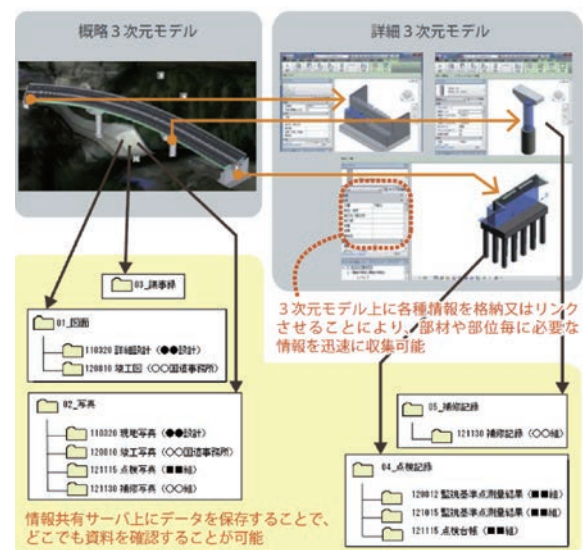 概略３次元モデル
詳細３次元モデル
３次元モデル上に各種情報を格納又はリンク
させることにより、部材や部位毎に必要な
情報を迅速に収集可能
03_議事録
01_図面
110320 詳細設計（●●設計）
120810 竣工図（○○国道事務所）
02_写真
110320 現地写真（●●設計）
120810 竣工写真（○○国道事務所）
121115 点検写真（■■組）
121130 補修写真（○○組）
05_補修記録
121130 補修記録（○○組）
04_点検記録
120812 監視基準点測量結果（■■組）
121015 監視基準点測量結果（■■組）
121115 点検台帳（■■組）
情報共有サーバ上にデータを保存することで、
どこでも資料を確認することが可能